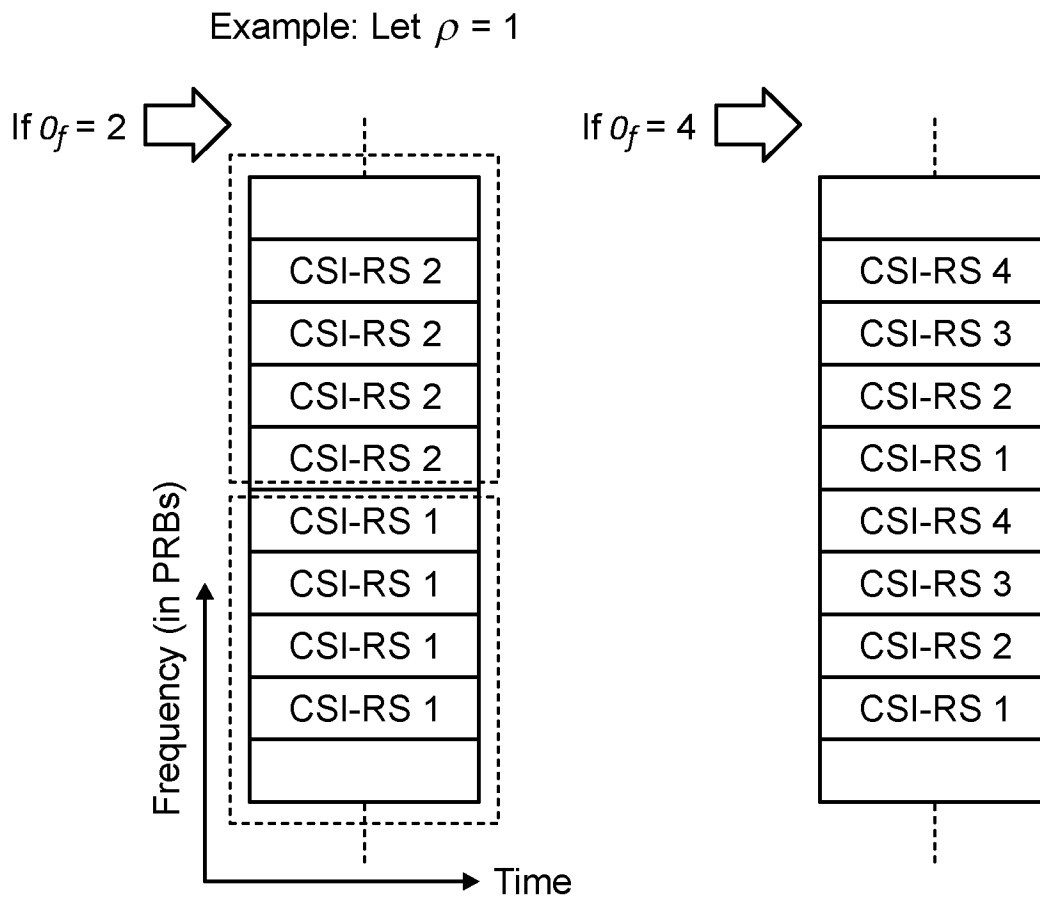 Example: Let ρ = 1
If 0f = 2
If 0f = 4
CSI-RS 2
CSI-RS 2
CSI-RS 2
CSI-RS 2
CSI-RS 1
CSI-RS 1
CSI-RS 1
CSI-RS 1
CSI-RS 4
CSI-RS 3
CSI-RS 2
CSI-RS 1
CSI-RS 4
CSI-RS 3
CSI-RS 2
CSI-RS 1
Frequency (in PRBs)
Time